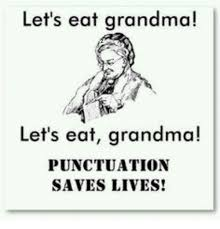 Let's eat grandma!
Let's eat, grandma!
PUNCTUATION
SAVES LIVES!